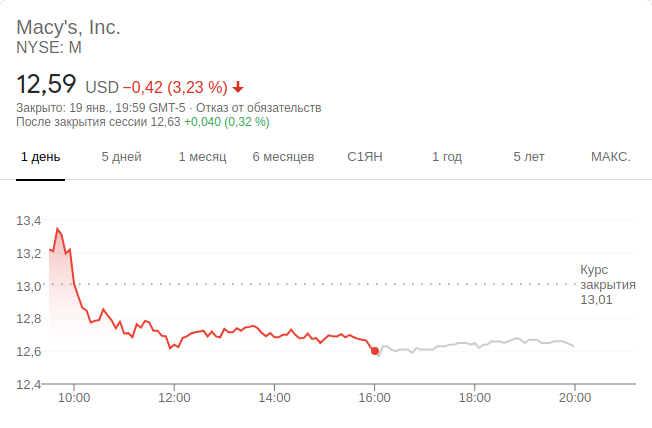 Macy's, Inc.
NYSE: M
12,59 USD −0,42 (3,23 %)
Закрыто: 19 янв., 19:59 GMT-5 · Отказ от обязательств
После закрытия сессии 12,63 +0,040 (0,32 %)
1 день 5 дней 1 месяц 6 месяцев С1ЯН 1 год 5 лет МАКС.
13,4
13,2
13,0
12,8
12,6
12,4
Курс
закрытия
13,01
10:00 12:00 14:00 16:00 18:00 20:00